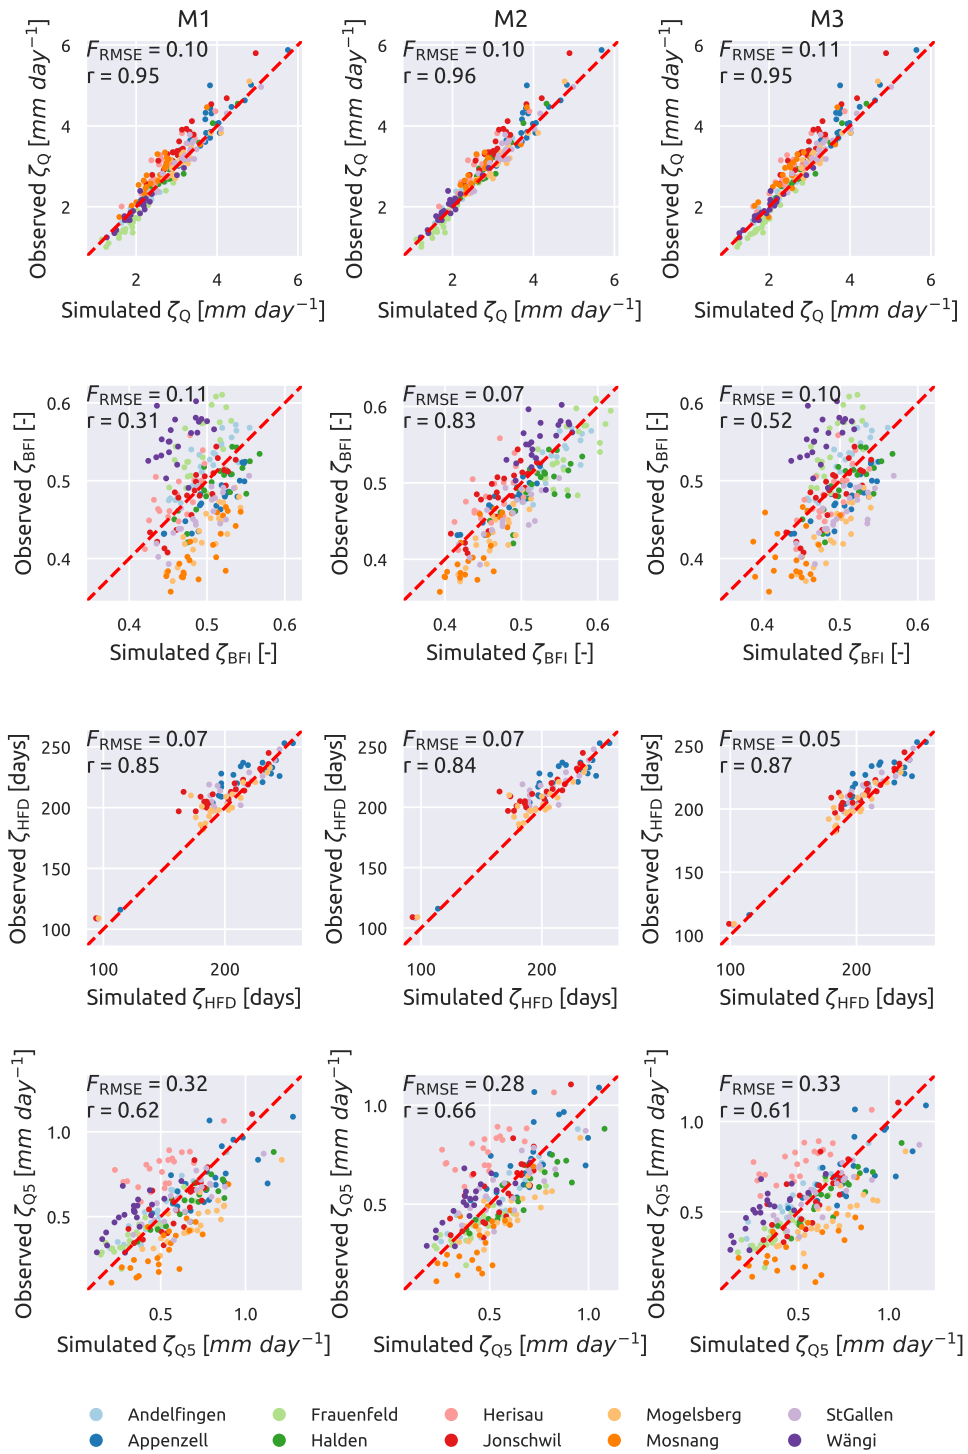 M1 M2 M3
F_RMSE = 0.10 F_RMSE = 0.10 F_RMSE = 0.11
r = 0.95 r = 0.96 r = 0.95
6 6 6
4 4 4
2 2 2
Observed ζ_Q [mm day⁻¹] Observed ζ_Q [mm day⁻¹] Observed ζ_Q [mm day⁻¹]
2 4 6 2 4 6 2 4 6
Simulated ζ_Q [mm day⁻¹] Simulated ζ_Q [mm day⁻¹] Simulated ζ_Q [mm day⁻¹]
F_RMSE = 0.11 F_RMSE = 0.07 F_RMSE = 0.10
r = 0.31 r = 0.83 r = 0.52
0.6 0.6 0.6
0.5 0.5 0.5
0.4 0.4 0.4
Observed ζ_BFI [-] Observed ζ_BFI [-] Observed ζ_BFI [-]
0.4 0.5 0.6 0.4 0.5 0.6 0.4 0.5 0.6
Simulated ζ_BFI [-] Simulated ζ_BFI [-] Simulated ζ_BFI [-]
F_RMSE = 0.07 F_RMSE = 0.07 F_RMSE = 0.05
r = 0.85 r = 0.84 r = 0.87
250 250 250
200 200 200
150 150 150
100 100 100
Observed ζ_HFD [days] Observed ζ_HFD [days] Observed ζ_HFD [days]
100 200 100 200 100 200
Simulated ζ_HFD [days] Simulated ζ_HFD [days] Simulated ζ_HFD [days]
F_RMSE = 0.32 F_RMSE = 0.28 F_RMSE = 0.33
r = 0.62 r = 0.66 r = 0.61
1.0 1.0 1.0
0.5 0.5 0.5
Observed ζ_Q5 [mm day⁻¹] Observed ζ_Q5 [mm day⁻¹] Observed ζ_Q5 [mm day⁻¹]
0.5 1.0 0.5 1.0 0.5 1.0
Simulated ζ_Q5 [mm day⁻¹] Simulated ζ_Q5 [mm day⁻¹] Simulated ζ_Q5 [mm day⁻¹]
Andelfingen Frauenfeld Herisau Mogelsberg StGallen
Appenzell Halden Jonschwil Mosnang Wängi